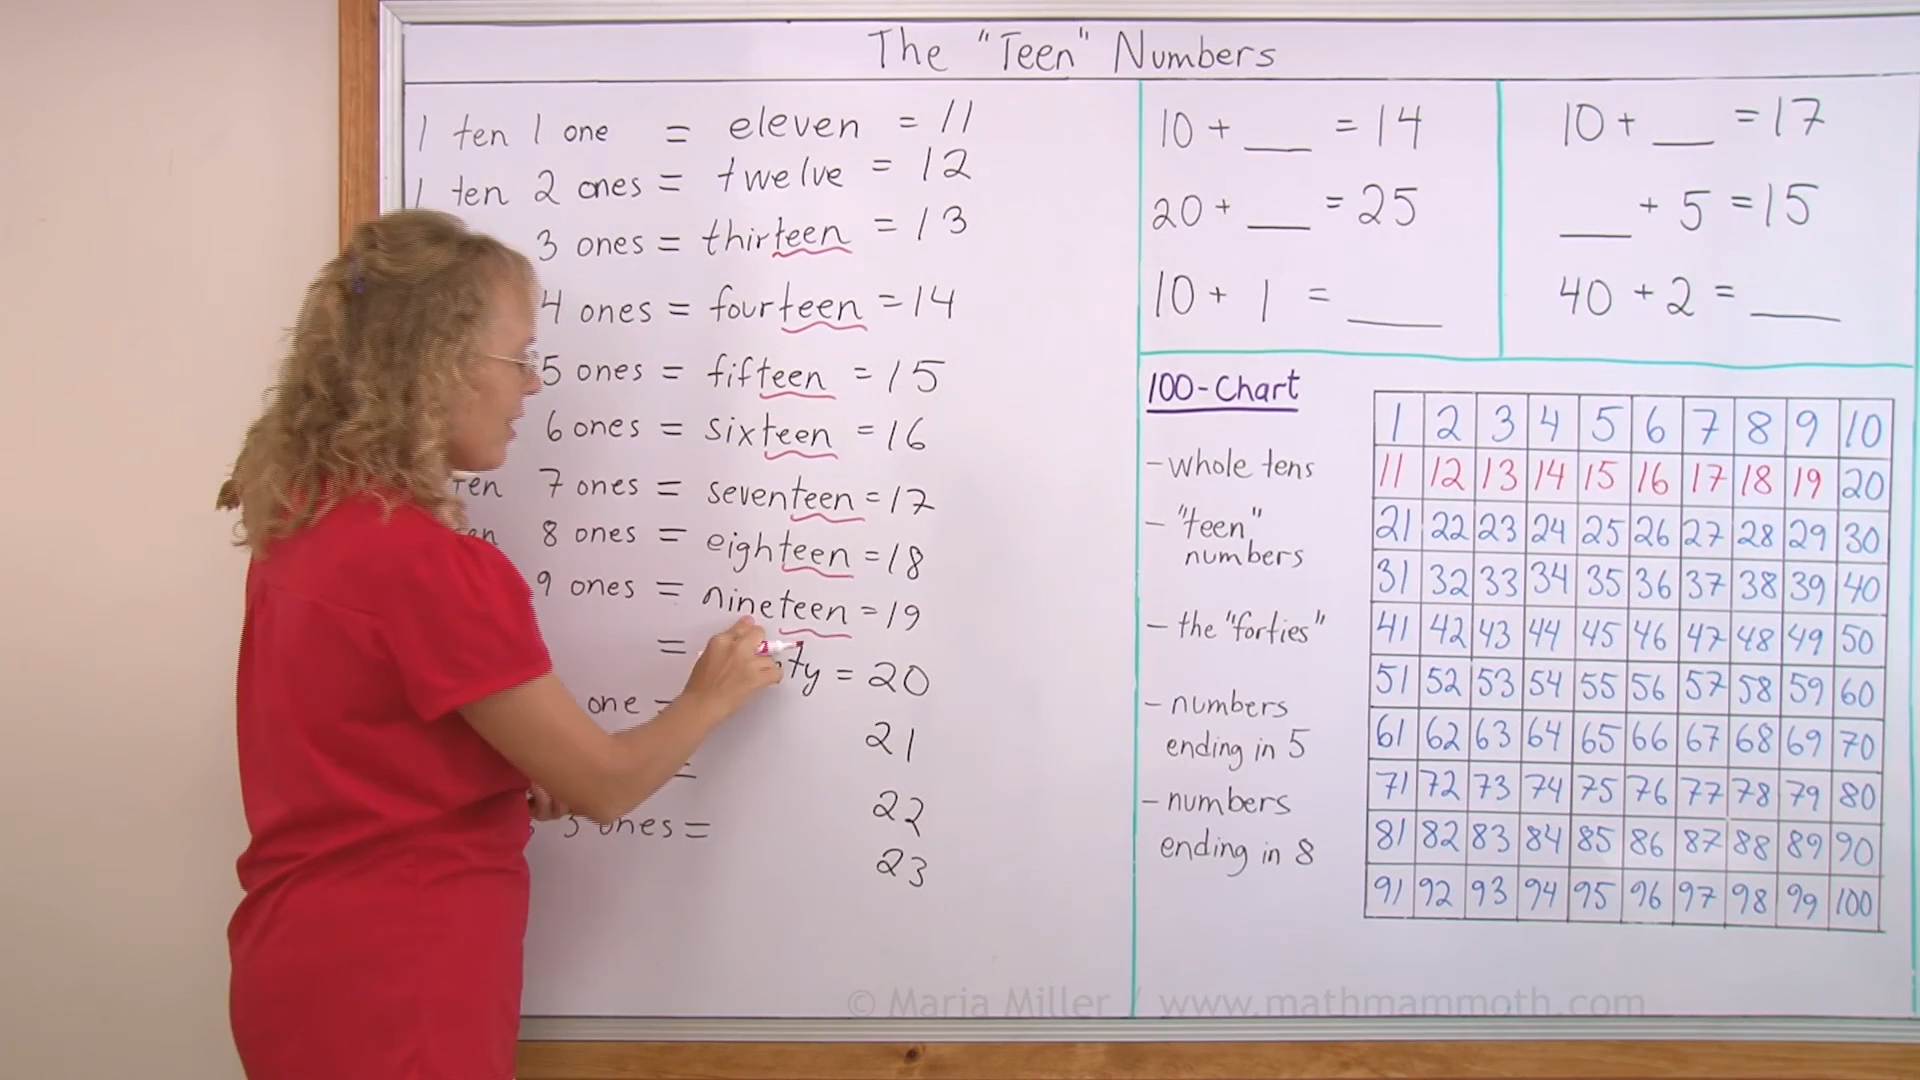 The "Teen" Numbers
1 ten 1 one = eleven = 11
1 ten 2 ones = twelve = 12
3 ones = thirteen = 13
4 ones = fourteen = 14
5 ones = fifteen = 15
6 ones = sixteen = 16
ten 7 ones = seventeen = 17
8 ones = eighteen = 18
9 ones = nineteen = 19
= = 20
one = 21
= 22
3 ones = 23
10 + __ = 14
20 + __ = 25
10 + 1 = __
10 + __ = 17
__ + 5 = 15
40 + 2 = __
100-Chart
- whole tens
- "teen"
numbers
- the "forties"
- numbers
ending in 5
- numbers
ending in 8
1 2 3 4 5 6 7 8 9 10
11 12 13 14 15 16 17 18 19 20
21 22 23 24 25 26 27 28 29 30
31 32 33 34 35 36 37 38 39 40
41 42 43 44 45 46 47 48 49 50
51 52 53 54 55 56 57 58 59 60
61 62 63 64 65 66 67 68 69 70
71 72 73 74 75 76 77 78 79 80
81 82 83 84 85 86 87 88 89 90
91 92 93 94 95 96 97 98 99 100
© Maria Miller / www.mathmammoth.com